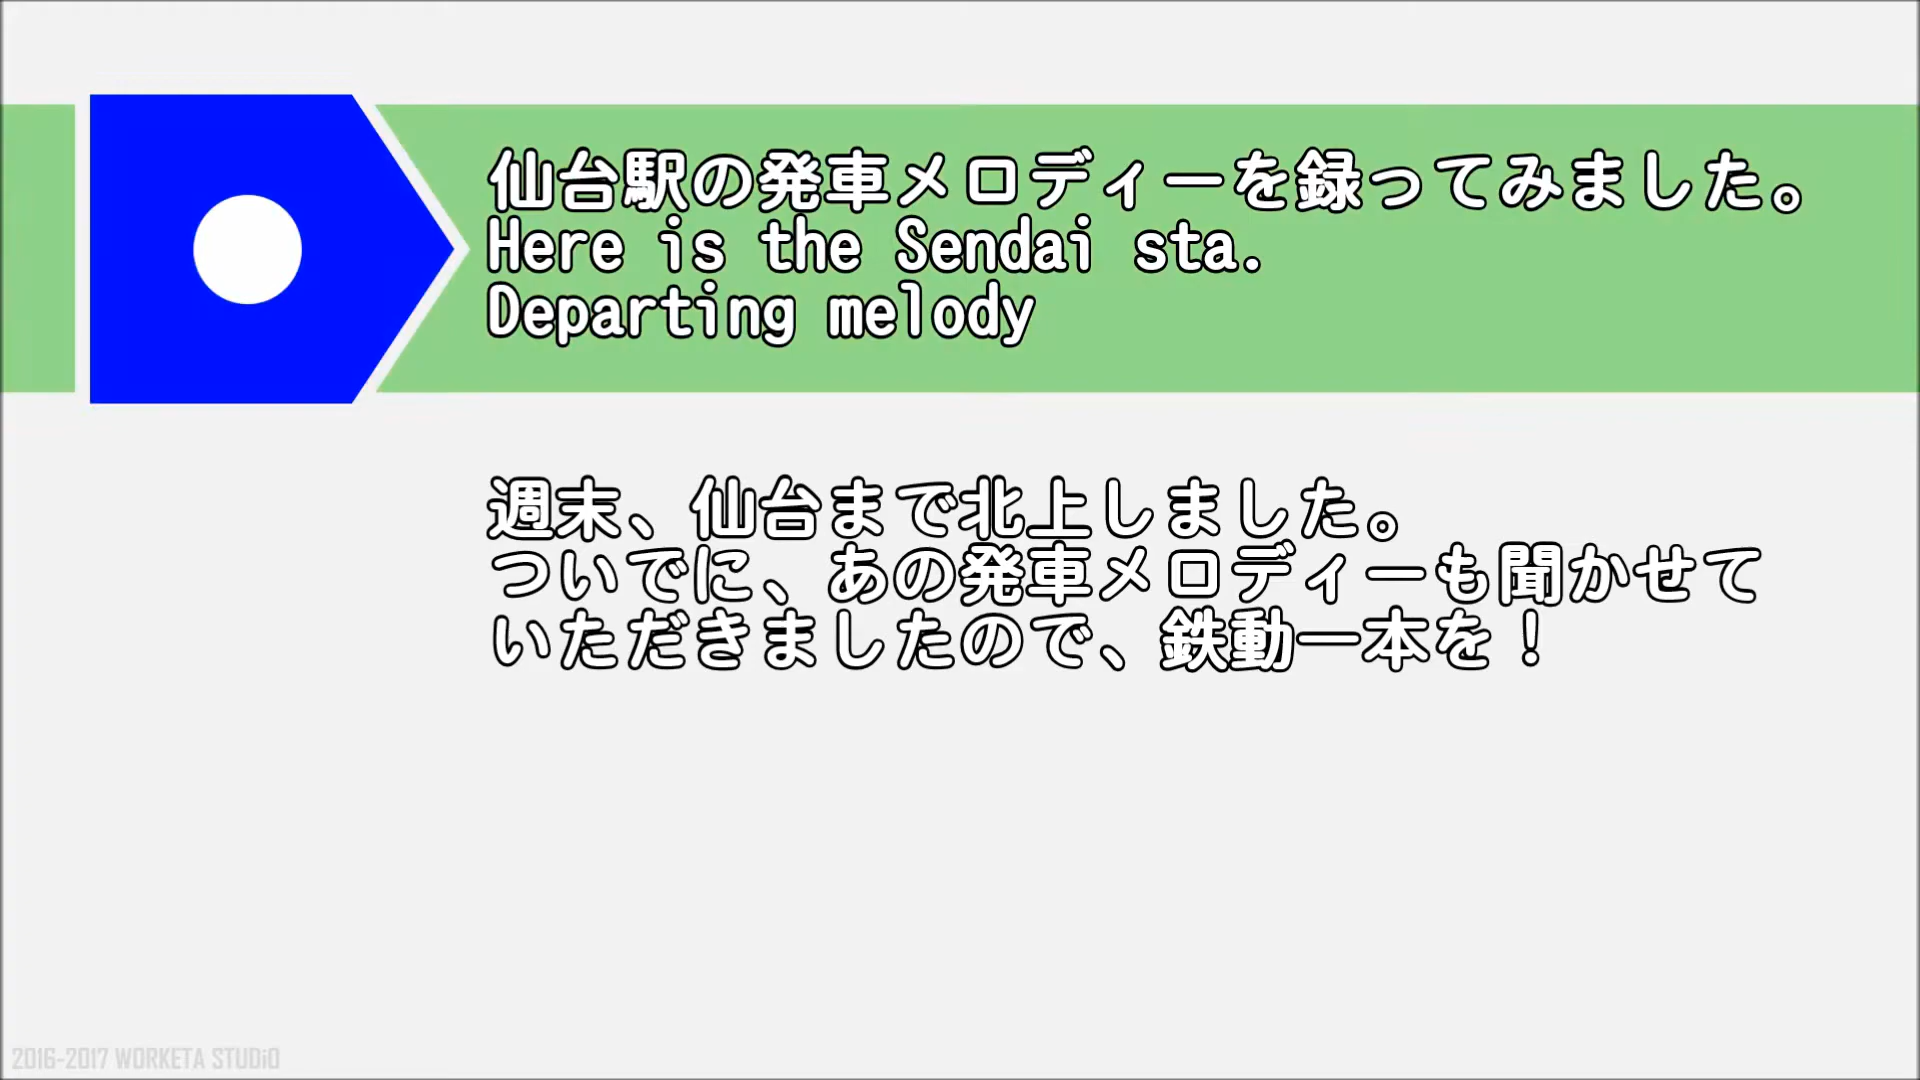 仙台駅の発車メロディーを録ってみました。
Here is the Sendai sta.
Departing melody
週末、仙台まで北上しました。
ついでに、あの発車メロディーも聞かせて
いただきましたので、鉄動一本を！
2016-2017 WORKETA STUDiO